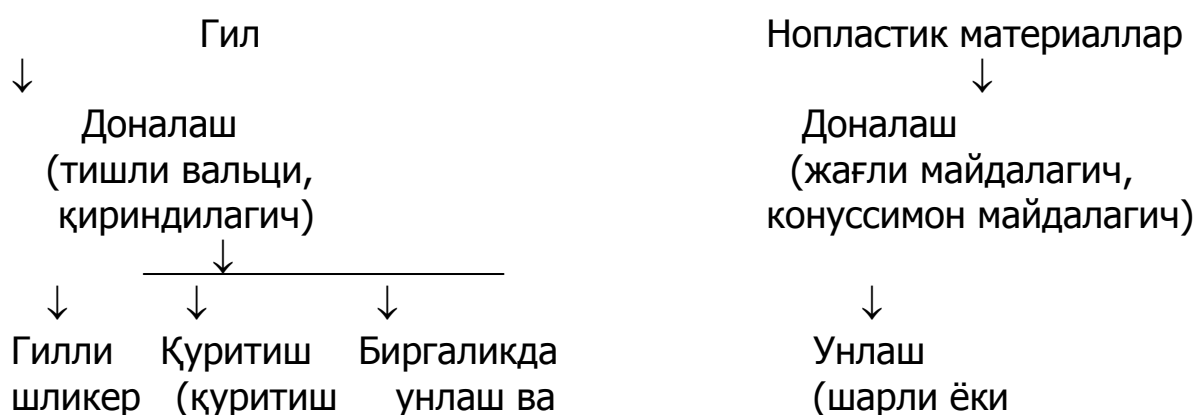 Гил Нопластик материаллар
↓ ↓
Доналаш Доналаш
(тишли вальци, (жағли майдалагич,
қириндилагич) конуссимон майдалагич)
↓
↓ ↓ ↓ ↓
Гилли Қуритиш Биргаликда Унлаш
шликер (қуритиш унлаш ва (шарли ёки